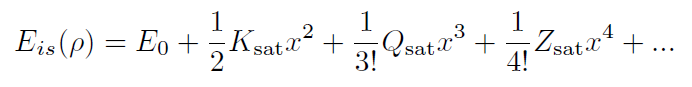 $E_{is}(\rho) = E_0 + \frac{1}{2} K_{\text{sat}} x^2 + \frac{1}{3!} Q_{\text{sat}} x^3 + \frac{1}{4!} Z_{\text{sat}} x^4 + ...$